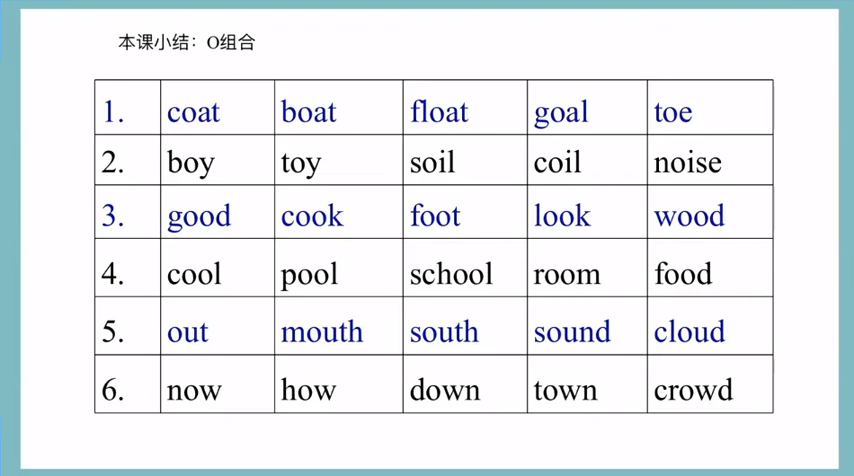 本课小结：O组合
1. coat boat float goal toe
2. boy toy soil coil noise
3. good cook foot look wood
4. cool pool school room food
5. out mouth south sound cloud
6. now how down town crowd